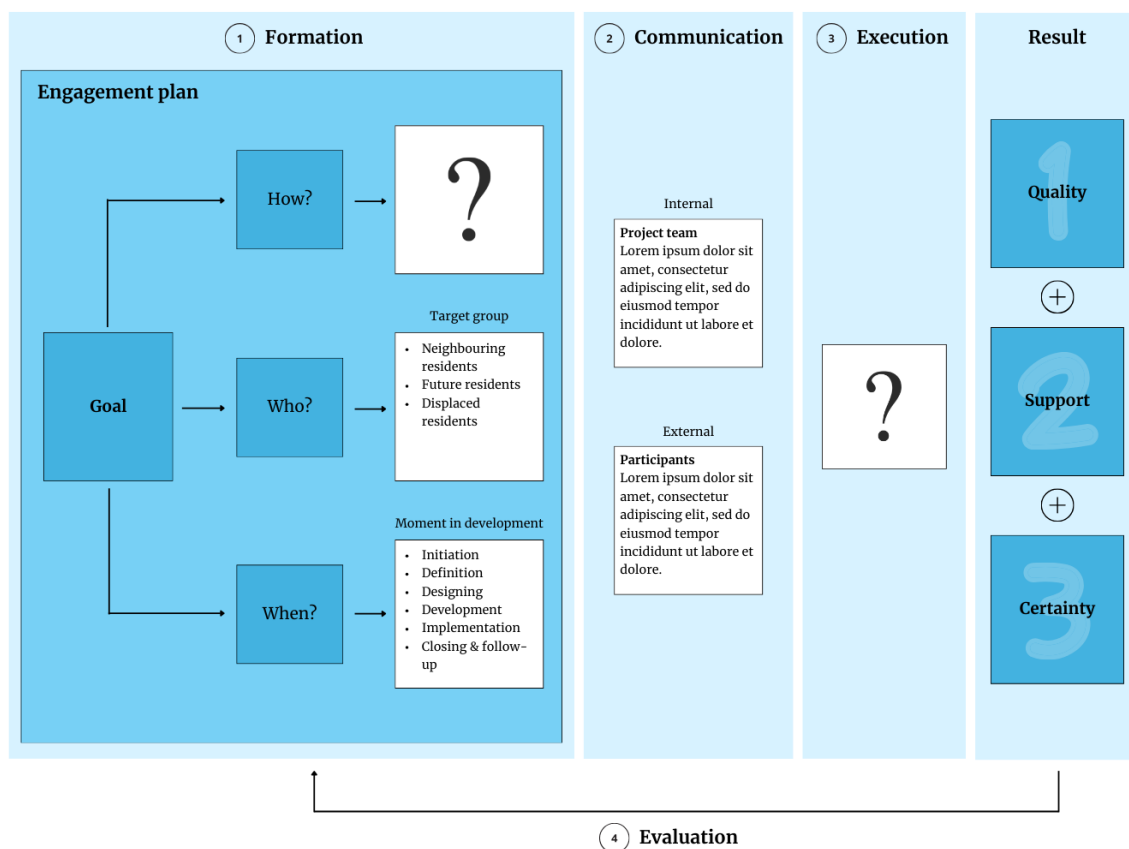 1 Formation
Engagement plan
How?
?
Goal
Who?
Target group
• Neighbouring
residents
• Future residents
• Displaced
residents
When?
Moment in development
• Initiation
• Definition
• Designing
• Development
• Implementation
• Closing & follow-
up
2 Communication
Internal
Project team
Lorem ipsum dolor sit
amet, consectetur
adipiscing elit, sed do
eiusmod tempor
incididunt ut labore et
dolore.
External
Participants
Lorem ipsum dolor sit
amet, consectetur
adipiscing elit, sed do
eiusmod tempor
incididunt ut labore et
dolore.
3 Execution
?
Result
1
Quality
+
2
Support
+
3
Certainty
4 Evaluation